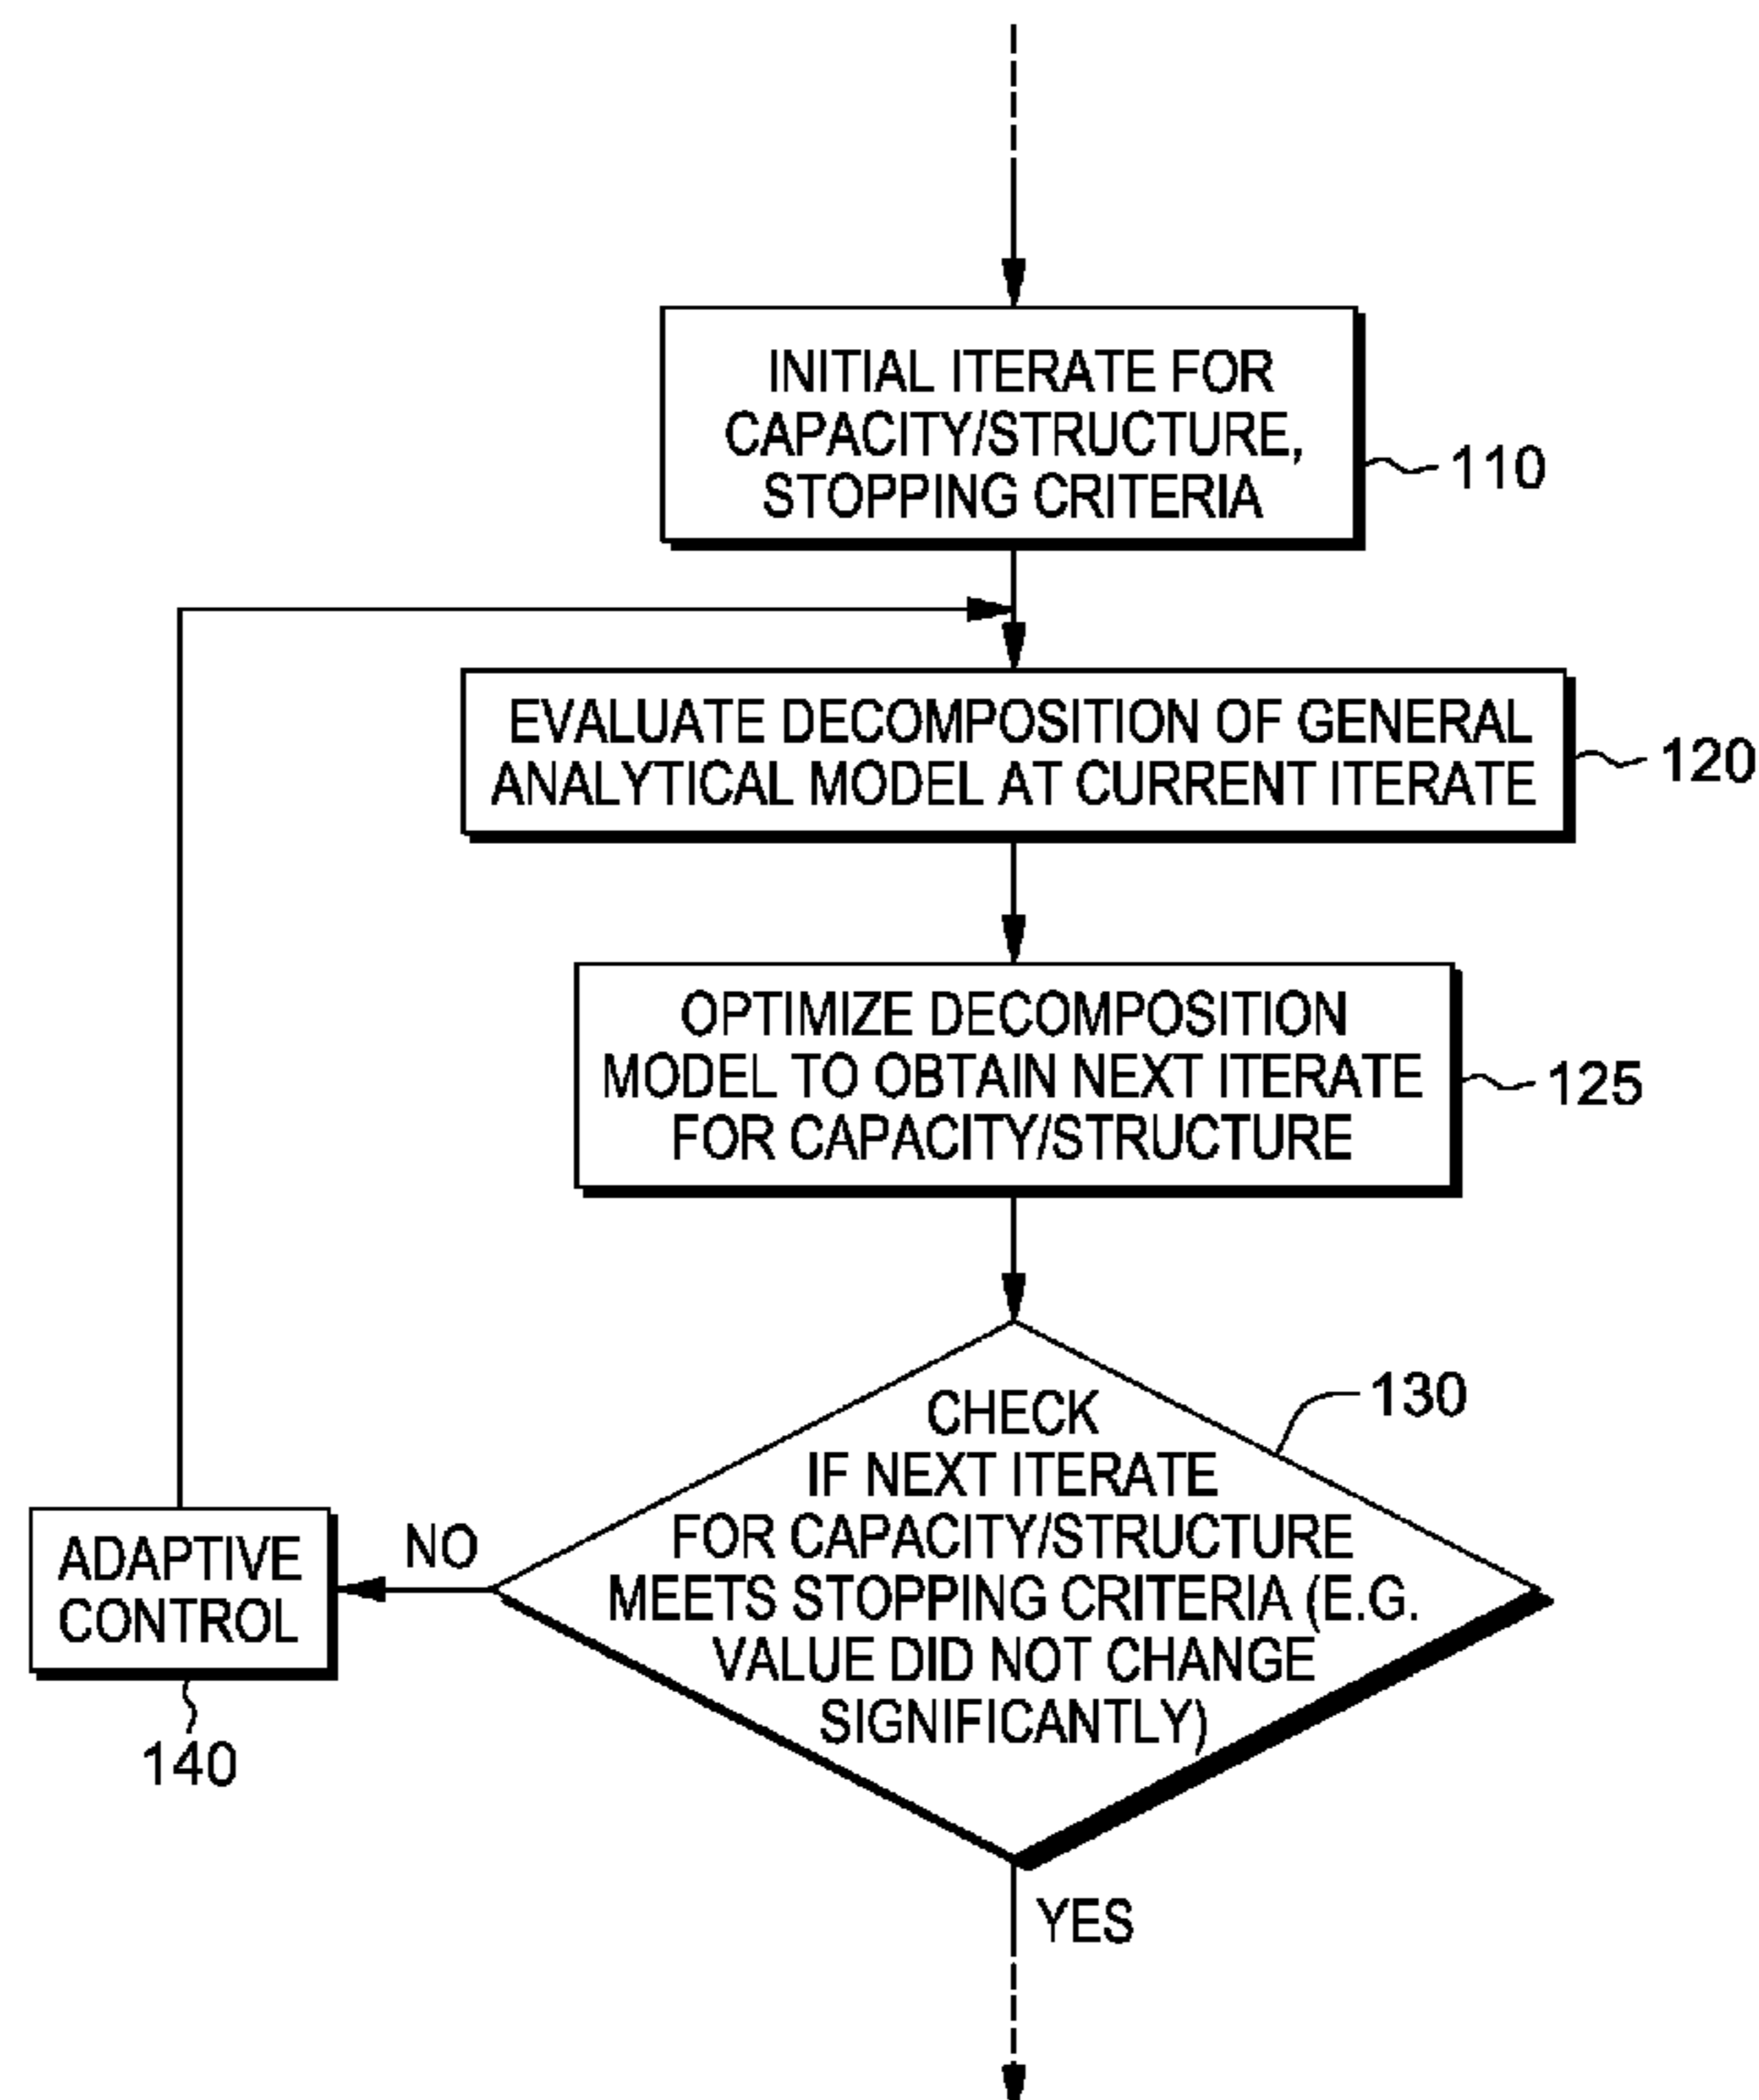 INITIAL ITERATE FOR
CAPACITY/STRUCTURE,
STOPPING CRITERIA
110
EVALUATE DECOMPOSITION OF GENERAL
ANALYTICAL MODEL AT CURRENT ITERATE
120
OPTIMIZE DECOMPOSITION
MODEL TO OBTAIN NEXT ITERATE
FOR CAPACITY/STRUCTURE
125
CHECK
IF NEXT ITERATE
FOR CAPACITY/STRUCTURE
MEETS STOPPING CRITERIA (E.G.
VALUE DID NOT CHANGE
SIGNIFICANTLY)
130
NO
ADAPTIVE
CONTROL
140
YES